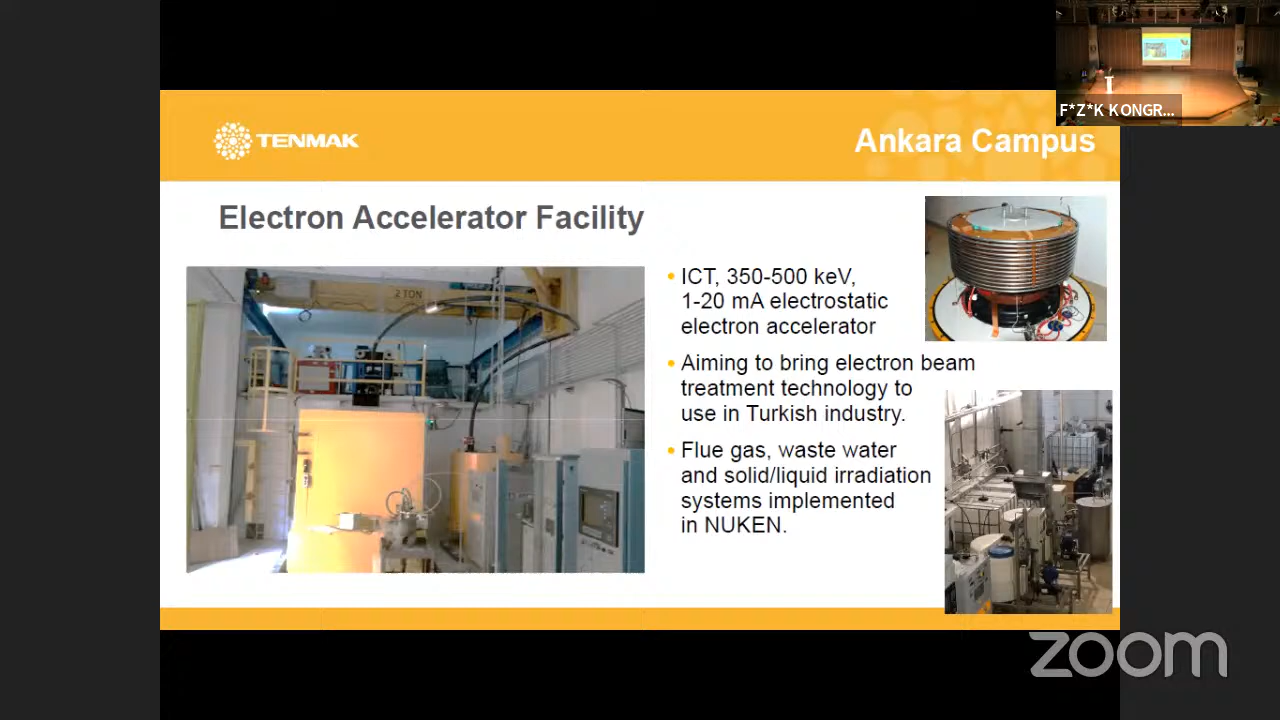 F*Z*K KONGR...
TENMAK
Ankara Campus
Electron Accelerator Facility
2 TON
• ICT, 350-500 keV,
1-20 mA electrostatic
electron accelerator
• Aiming to bring electron beam
treatment technology to
use in Turkish industry.
• Flue gas, waste water
and solid/liquid irradiation
systems implemented
in NUKEN.
zoom